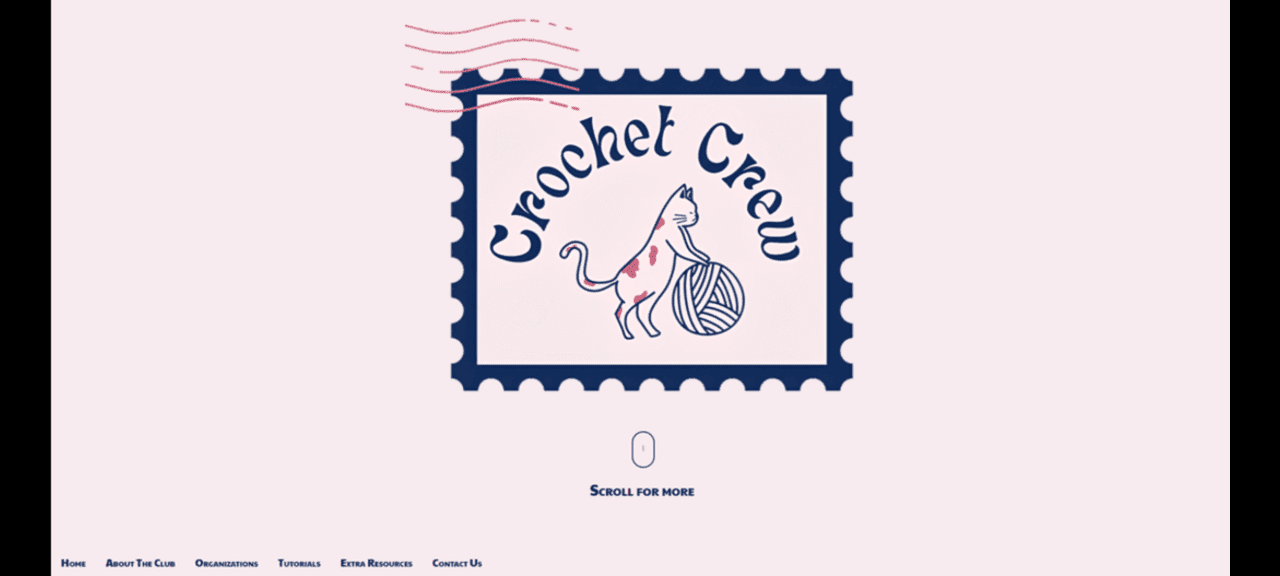 Crochet Crew
Scroll for more
Home About The Club Organizations Tutorials Extra Resources Contact Us